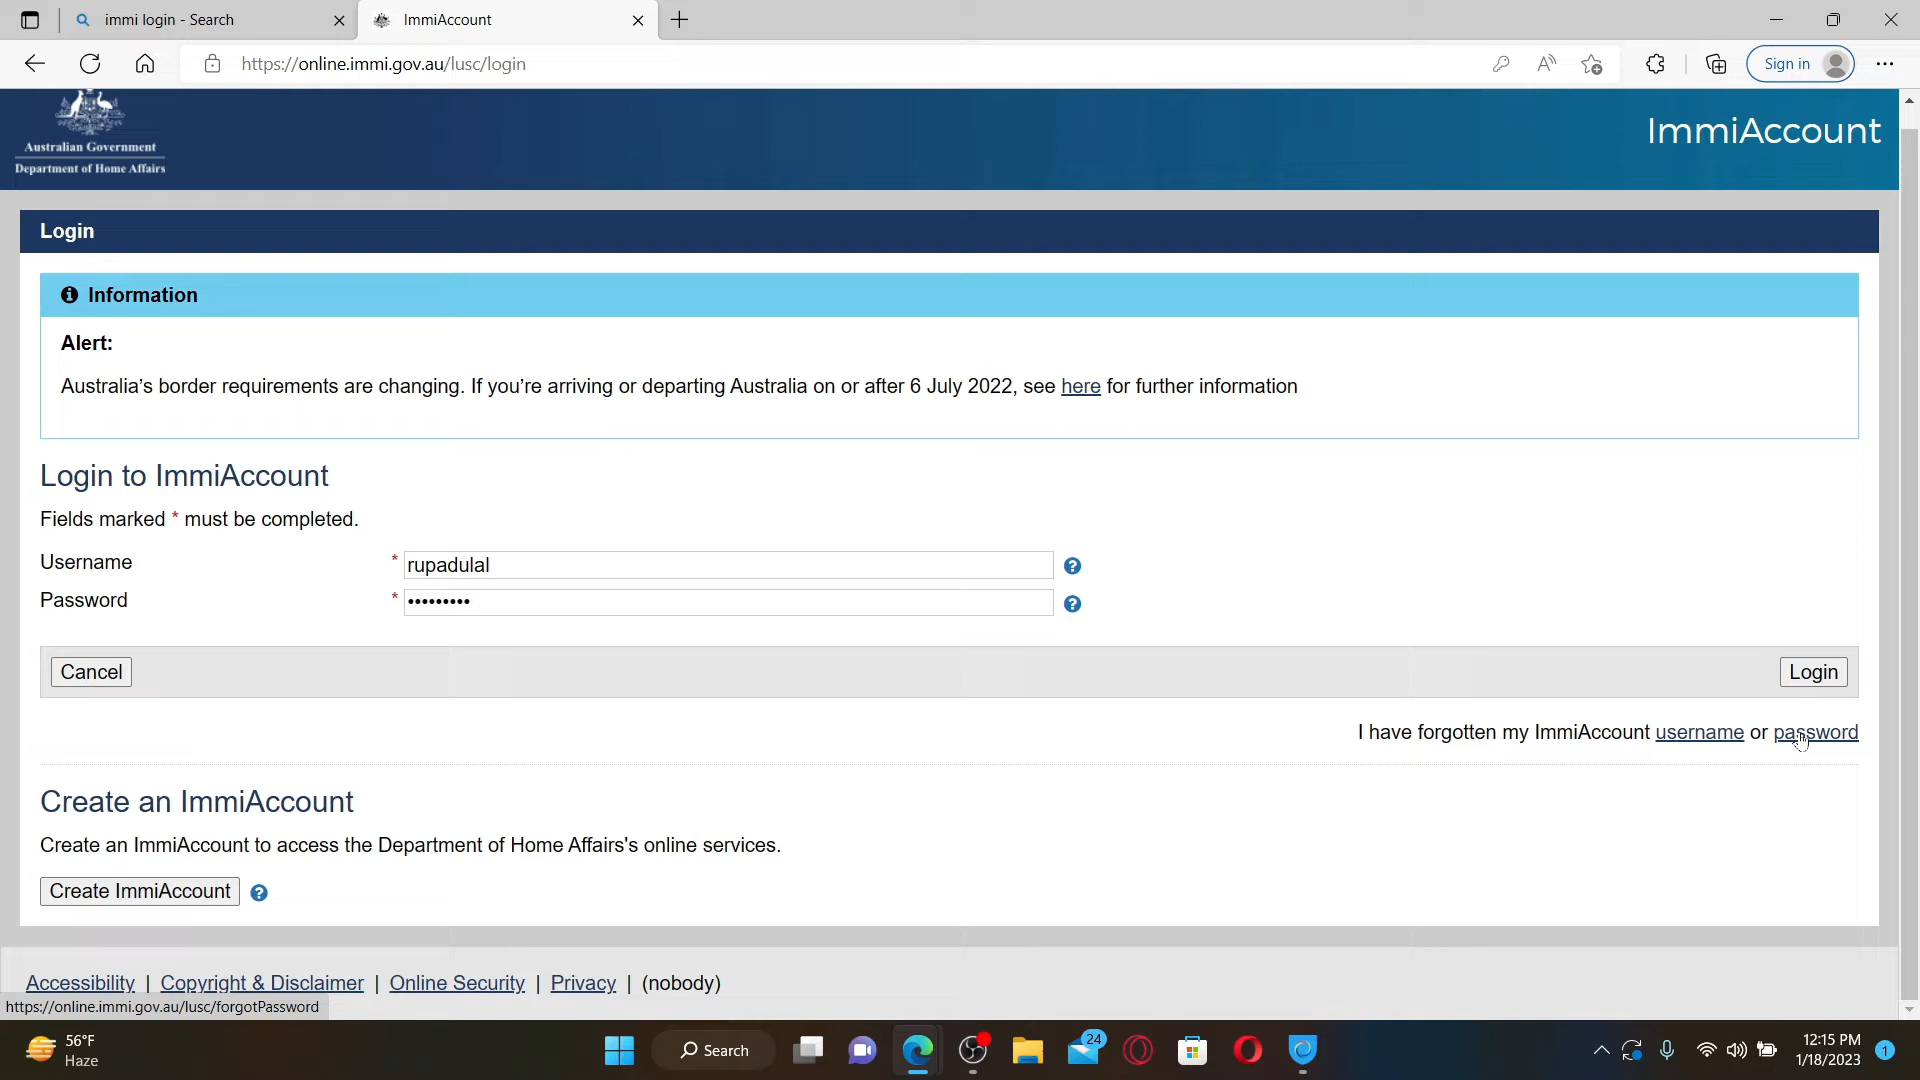 immi login - Search
ImmiAccount
https://online.immi.gov.au/lusc/login
Sign in
Australian Government
Department of Home Affairs
ImmiAccount
Login
Information
Alert:
Australia's border requirements are changing. If you're arriving or departing Australia on or after 6 July 2022, see here for further information
Login to ImmiAccount
Fields marked * must be completed.
Username * rupadulal
Password * •••••••••
Cancel
Login
I have forgotten my ImmiAccount username or password
Create an ImmiAccount
Create an ImmiAccount to access the Department of Home Affairs's online services.
Create ImmiAccount
Accessibility | Copyright & Disclaimer | Online Security | Privacy | (nobody)
https://online.immi.gov.au/lusc/forgotPassword
56°F
Haze
Search
24
12:15 PM
1/18/2023
1